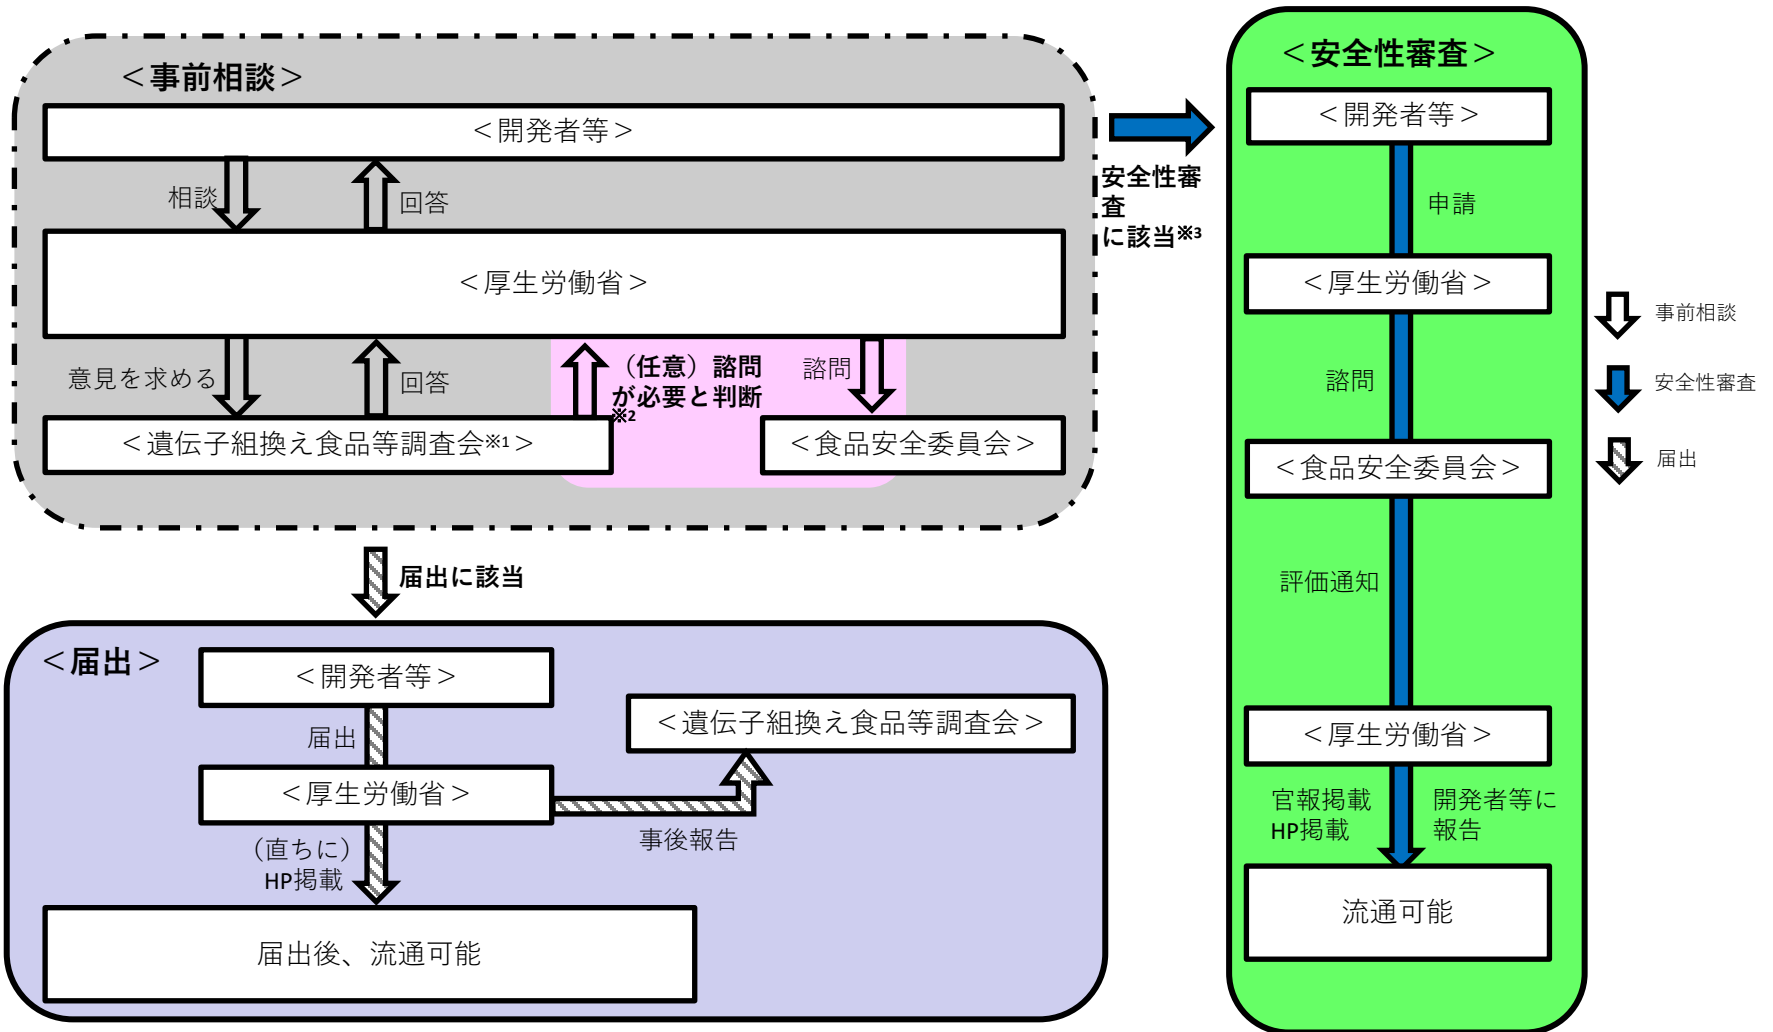 ＜事前相談＞
＜開発者等＞
相談
回答
＜厚生労働省＞
意見を求める
回答
（任意）諮問
が必要と判断
※2
諮問
＜遺伝子組換え食品等調査会※1＞
＜食品安全委員会＞
安全性審
査
に該当※3
届出に該当
＜届出＞
＜開発者等＞
届出
＜厚生労働省＞
＜遺伝子組換え食品等調査会＞
事後報告
（直ちに）
HP掲載
届出後、流通可能
＜安全性審査＞
＜開発者等＞
申請
＜厚生労働省＞
諮問
＜食品安全委員会＞
評価通知
＜厚生労働省＞
官報掲載
HP掲載
開発者等に
報告
流通可能
事前相談
安全性審査
届出